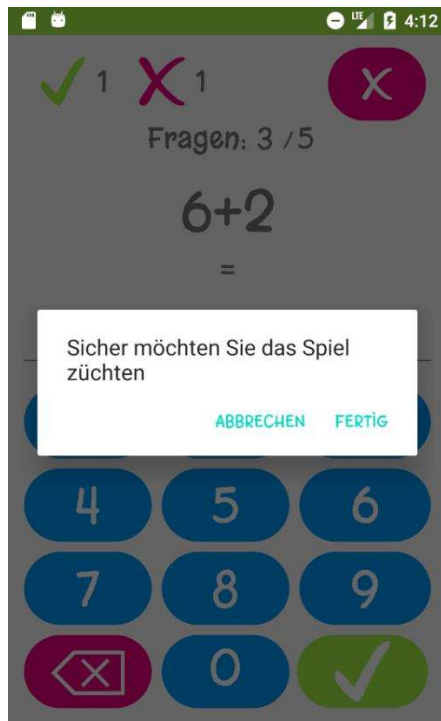 LTE 4:12
1 1 X
Fragen: 3 /5
6+2
=
Sicher möchten Sie das Spiel
züchten
ABBRECHEN FERTIG
4 5 6
7 8 9
0